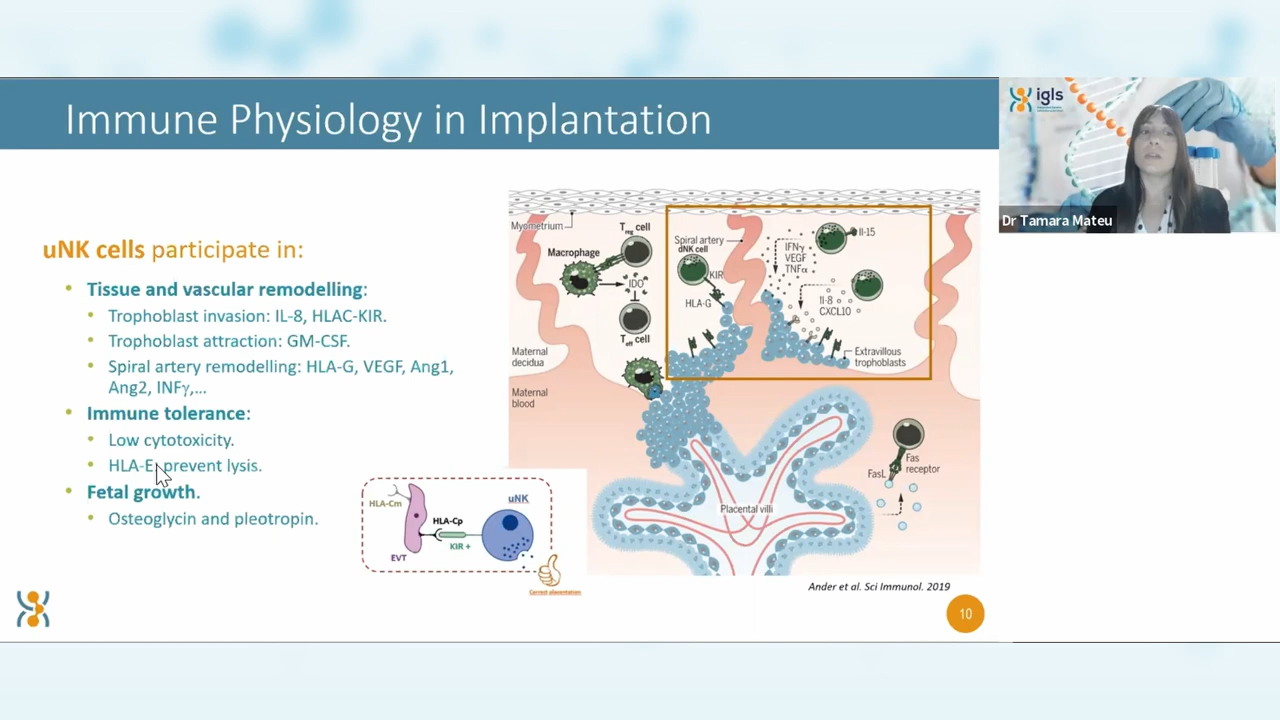 Immune Physiology in Implantation
igls
Dr Tamara Mateu
uNK cells participate in:
• Tissue and vascular remodelling:
• Trophoblast invasion: IL-8, HLAC-KIR.
• Trophoblast attraction: GM-CSF.
• Spiral artery remodelling: HLA-G, VEGF, Ang1,
Ang2, INFγ,...
• Immune tolerance:
• Low cytotoxicity.
• HLA-E: prevent lysis.
• Fetal growth.
• Osteoglycin and pleotropin.
Myometrium
Treg cell
Macrophage
IDO
Teff cell
Maternal
decidua
Maternal
blood
Spiral artery
dNK cell
KIR
HLA-G
IFNγ
VEGF
TNFα
Il-15
Il-8
CXCL10
Extravillous
trophoblasts
Fas
receptor
FasL
Placental villi
HLA-Cm
HLA-Cp
uNK
KIR +
EVT
Correct placentation
Ander et al. Sci Immunol. 2019
10